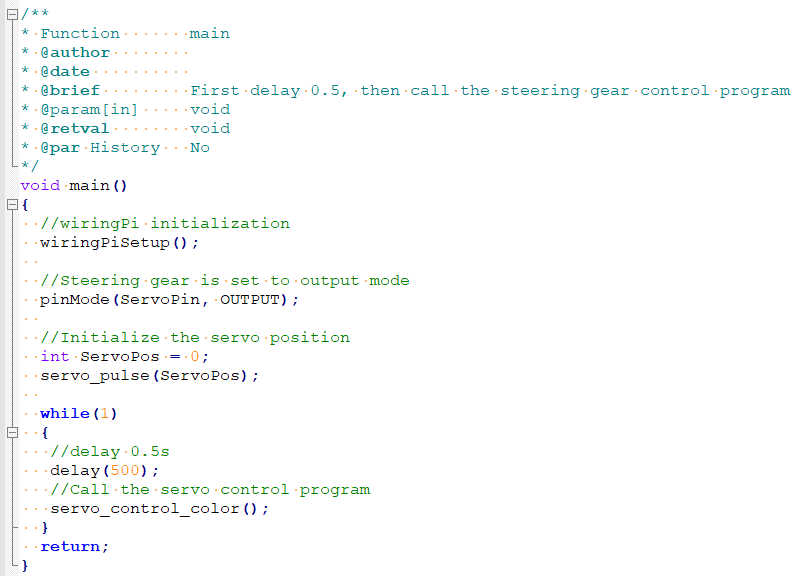 /**
* Function       main
* @author
* @date
* @brief         First delay 0.5, then call the steering gear control program
* @param[in]     void
* @retval        void
* @par History   No
*/
void main()
{
  //wiringPi initialization
  wiringPiSetup();

  //Steering gear is set to output mode
  pinMode(ServoPin, OUTPUT);

  //Initialize the servo position
  int ServoPos = 0;
  servo_pulse(ServoPos);

  while(1)
  {
   //delay 0.5s
   delay(500);
   //Call the servo control program
   servo_control_color();
  }
  return;
}